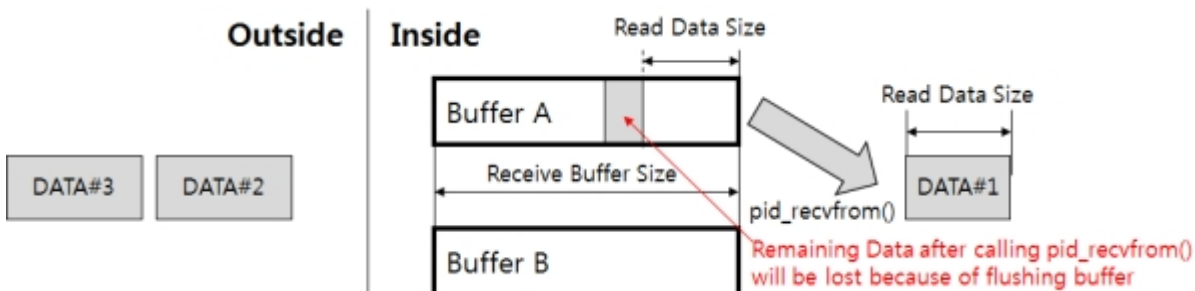 Outside
Inside
Read Data Size
Buffer A
Read Data Size
DATA#3
DATA#2
Receive Buffer Size
DATA#1
pid_recvfrom()
Buffer B
Remaining Data after calling pid_recvfrom()
will be lost because of flushing buffer